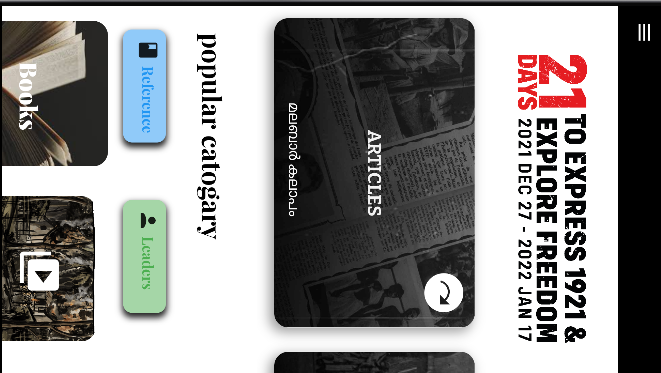 21 DAYS
TO EXPRESS 1921 &
EXPLORE FREEDOM
2021 DEC 27 - 2022 JAN 17
ARTICLES
മലബാർ കലാപം
popular catogary
Reference
Leaders
Books